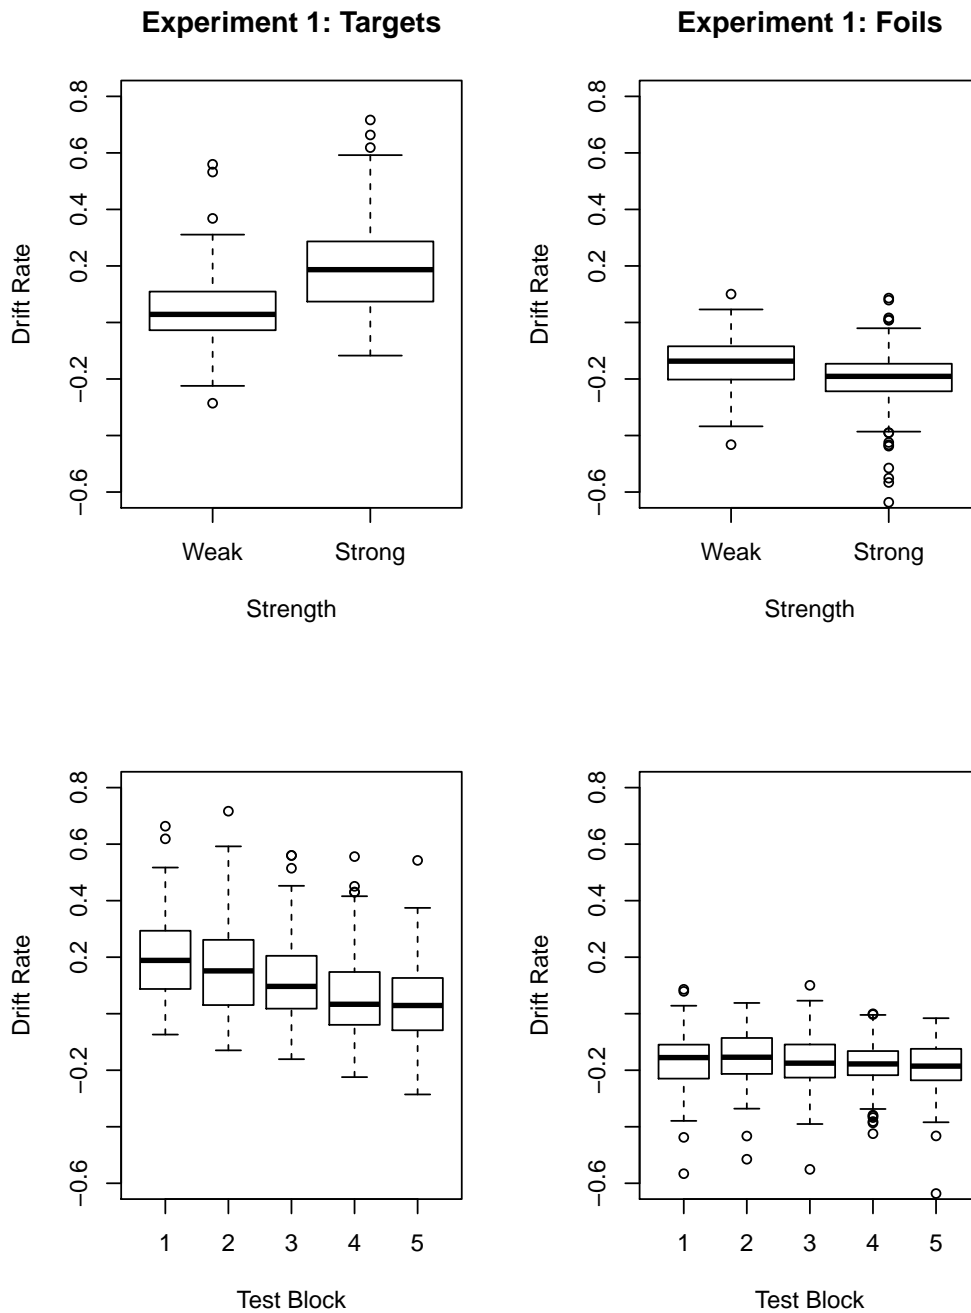 Experiment 1: Targets
Experiment 1: Foils
0.8
0.6
0.4
0.2
−0.2
−0.6
Drift Rate
Weak
Strong
Strength
0.8
0.6
0.4
0.2
−0.2
−0.6
Drift Rate
Weak
Strong
Strength
0.8
0.6
0.4
0.2
−0.2
−0.6
Drift Rate
1 2 3 4 5
Test Block
0.8
0.6
0.4
0.2
−0.2
−0.6
Drift Rate
1 2 3 4 5
Test Block